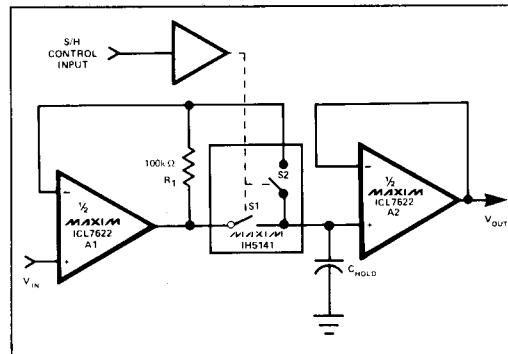 S/H
CONTROL
INPUT
100kΩ
R1
S2
S1
MAXIM
IH5141
−
½
MAXIM
ICL7622
A1
+
VIN
CHOLD
−
½
MAXIM
ICL7622
A2
+
VOUT